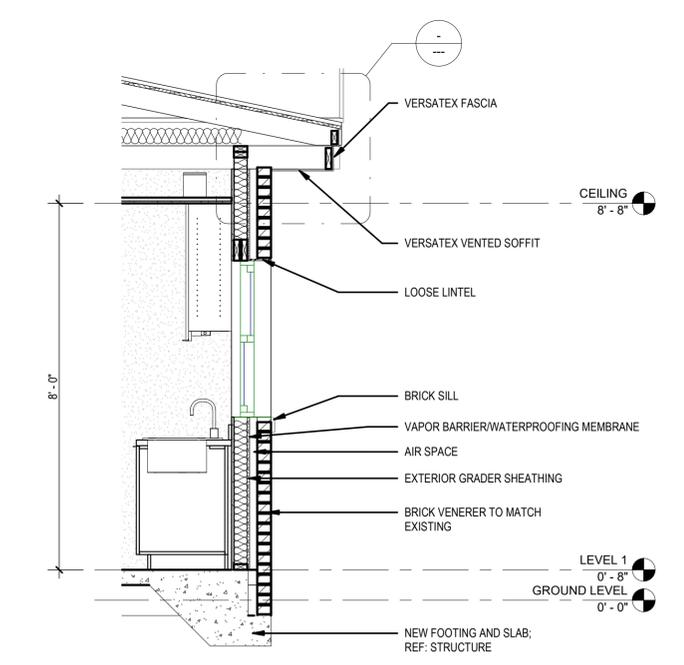 -
---
VERSATEX FASCIA
CEILING
8' - 8"
VERSATEX VENTED SOFFIT
LOOSE LINTEL
8' - 0"
BRICK SILL
VAPOR BARRIER/WATERPROOFING MEMBRANE
AIR SPACE
EXTERIOR GRADER SHEATHING
BRICK VENERER TO MATCH
EXISTING
LEVEL 1
0' - 8"
GROUND LEVEL
0' - 0"
NEW FOOTING AND SLAB;
REF: STRUCTURE